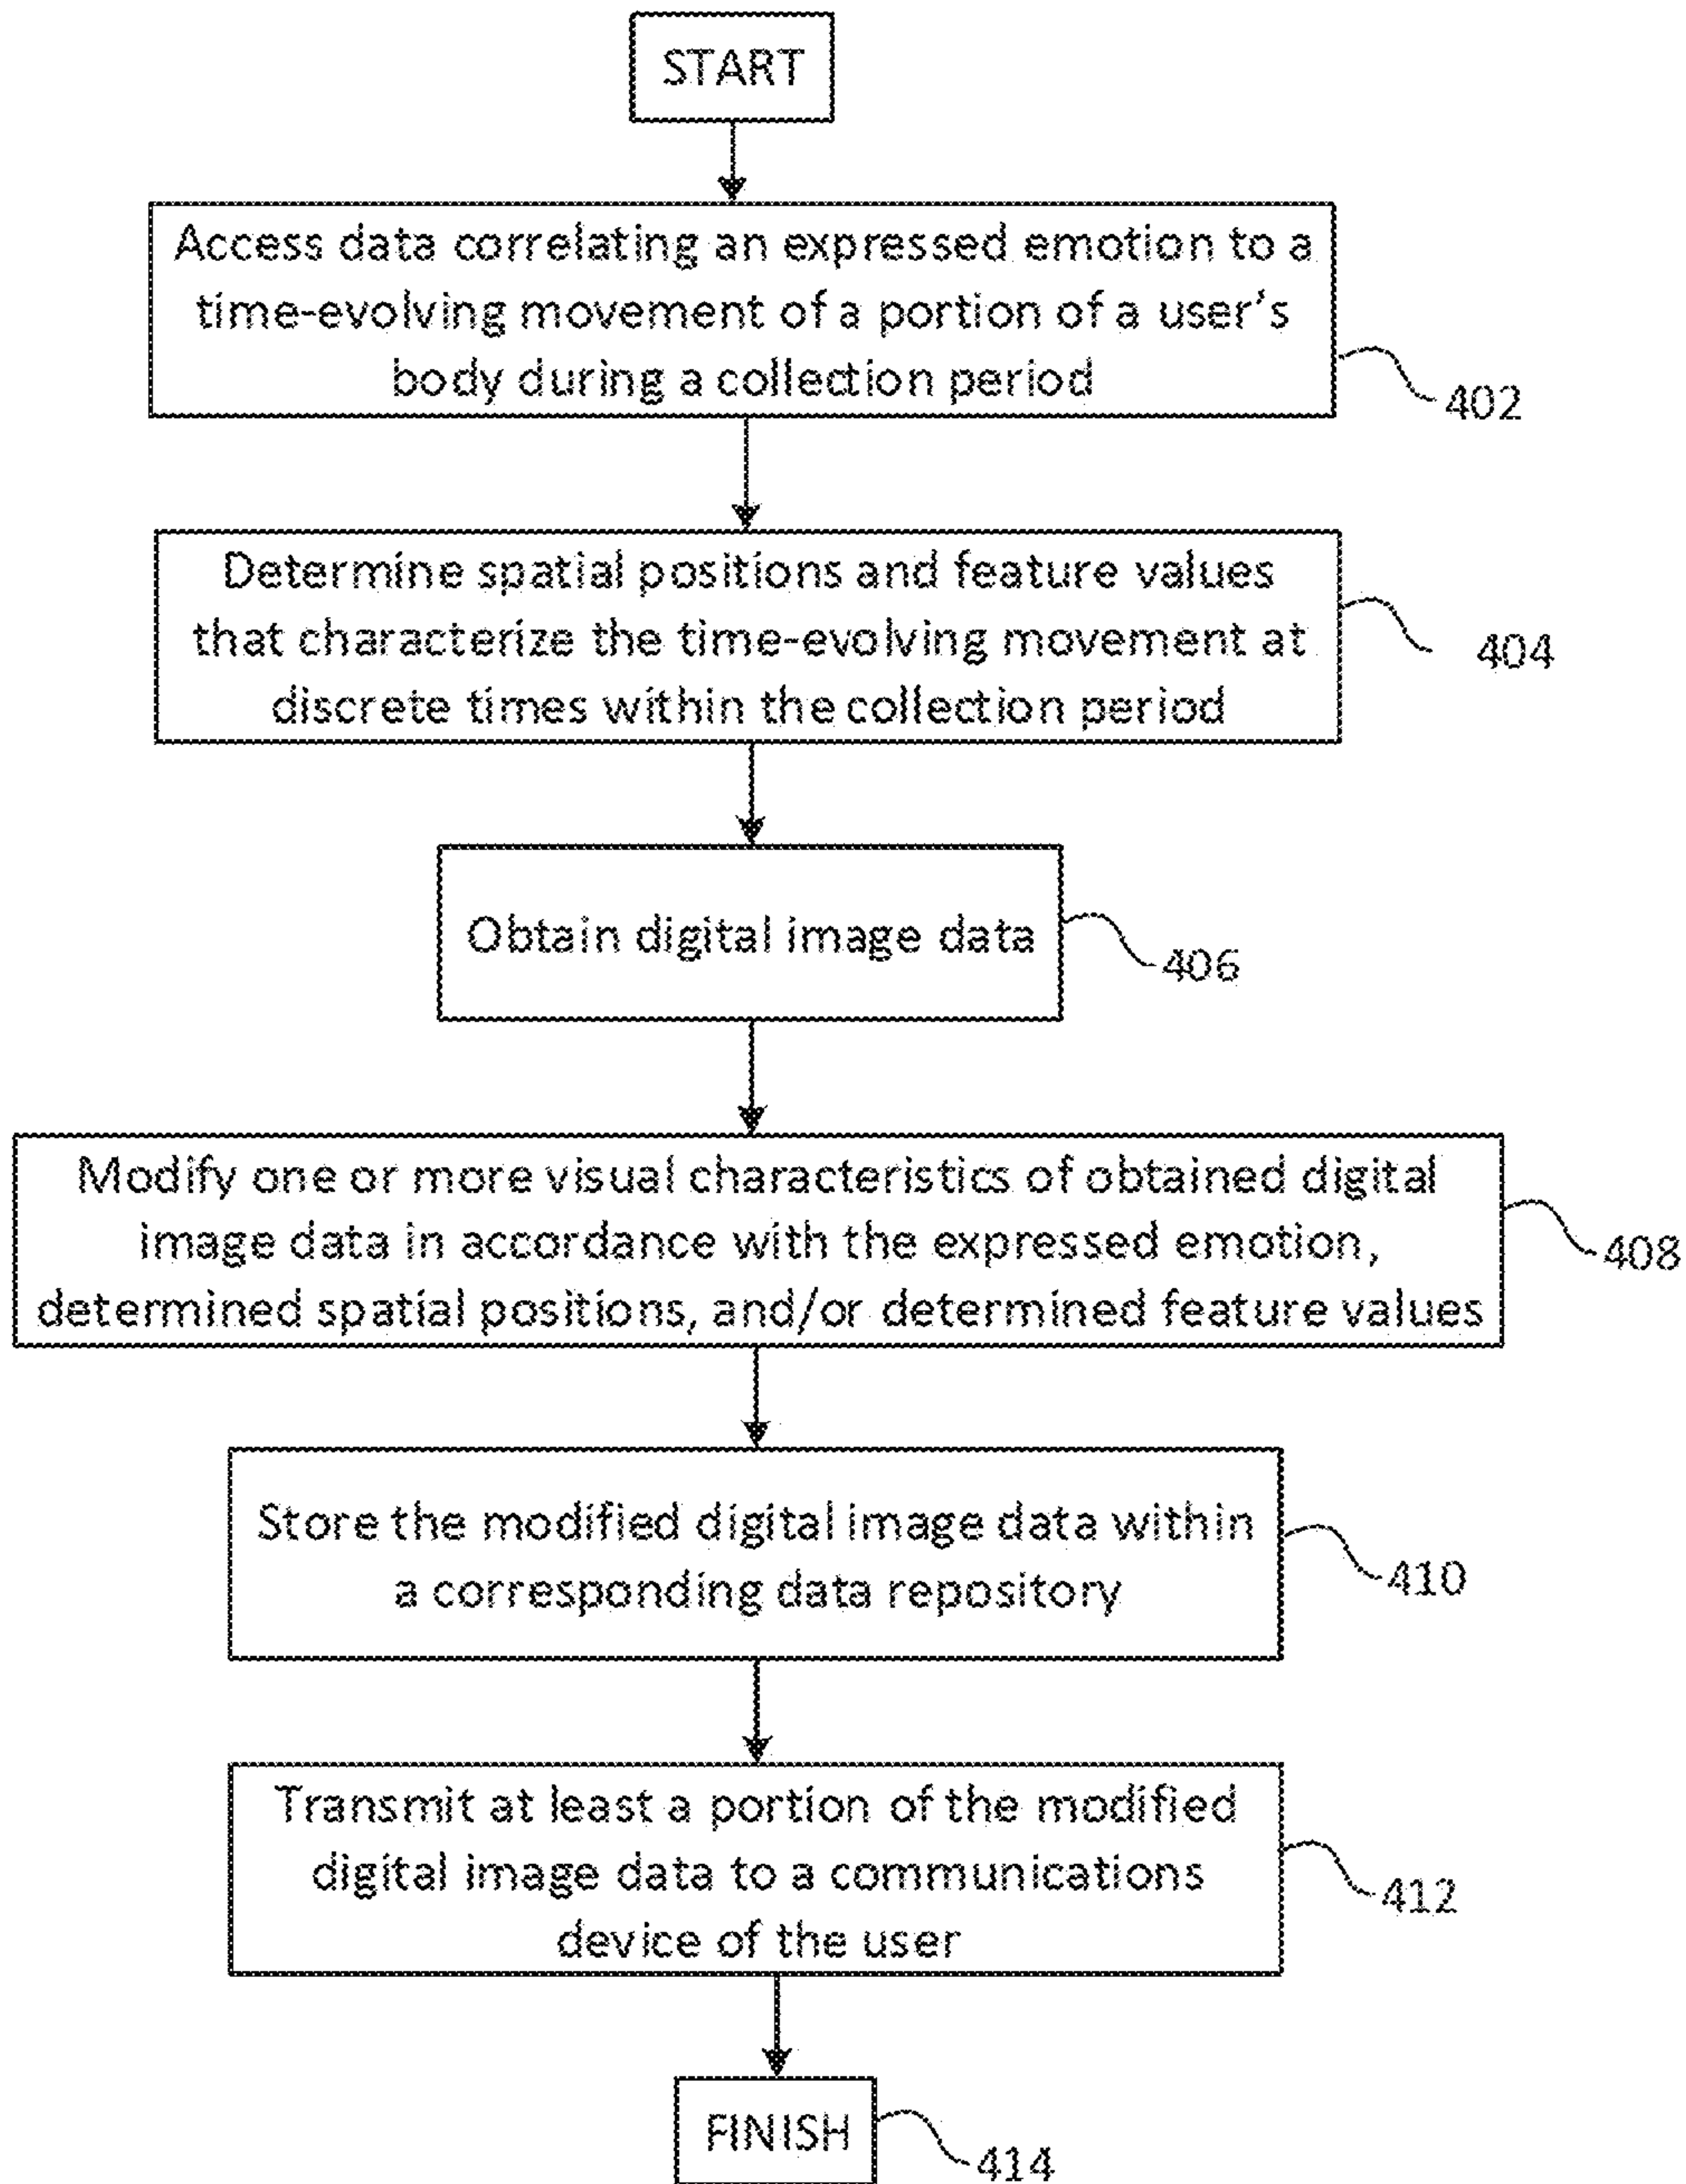 START
Access data correlating an expressed emotion to a
time-evolving movement of a portion of a user's
body during a collection period
402
Determine spatial positions and feature values
that characterize the time-evolving movement at
discrete times within the collection period
404
Obtain digital image data
406
Modify one or more visual characteristics of obtained digital
image data in accordance with the expressed emotion,
determined spatial positions, and/or determined feature values
408
Store the modified digital image data within
a corresponding data repository
410
Transmit at least a portion of the modified
digital image data to a communications
device of the user
412
FINISH
414